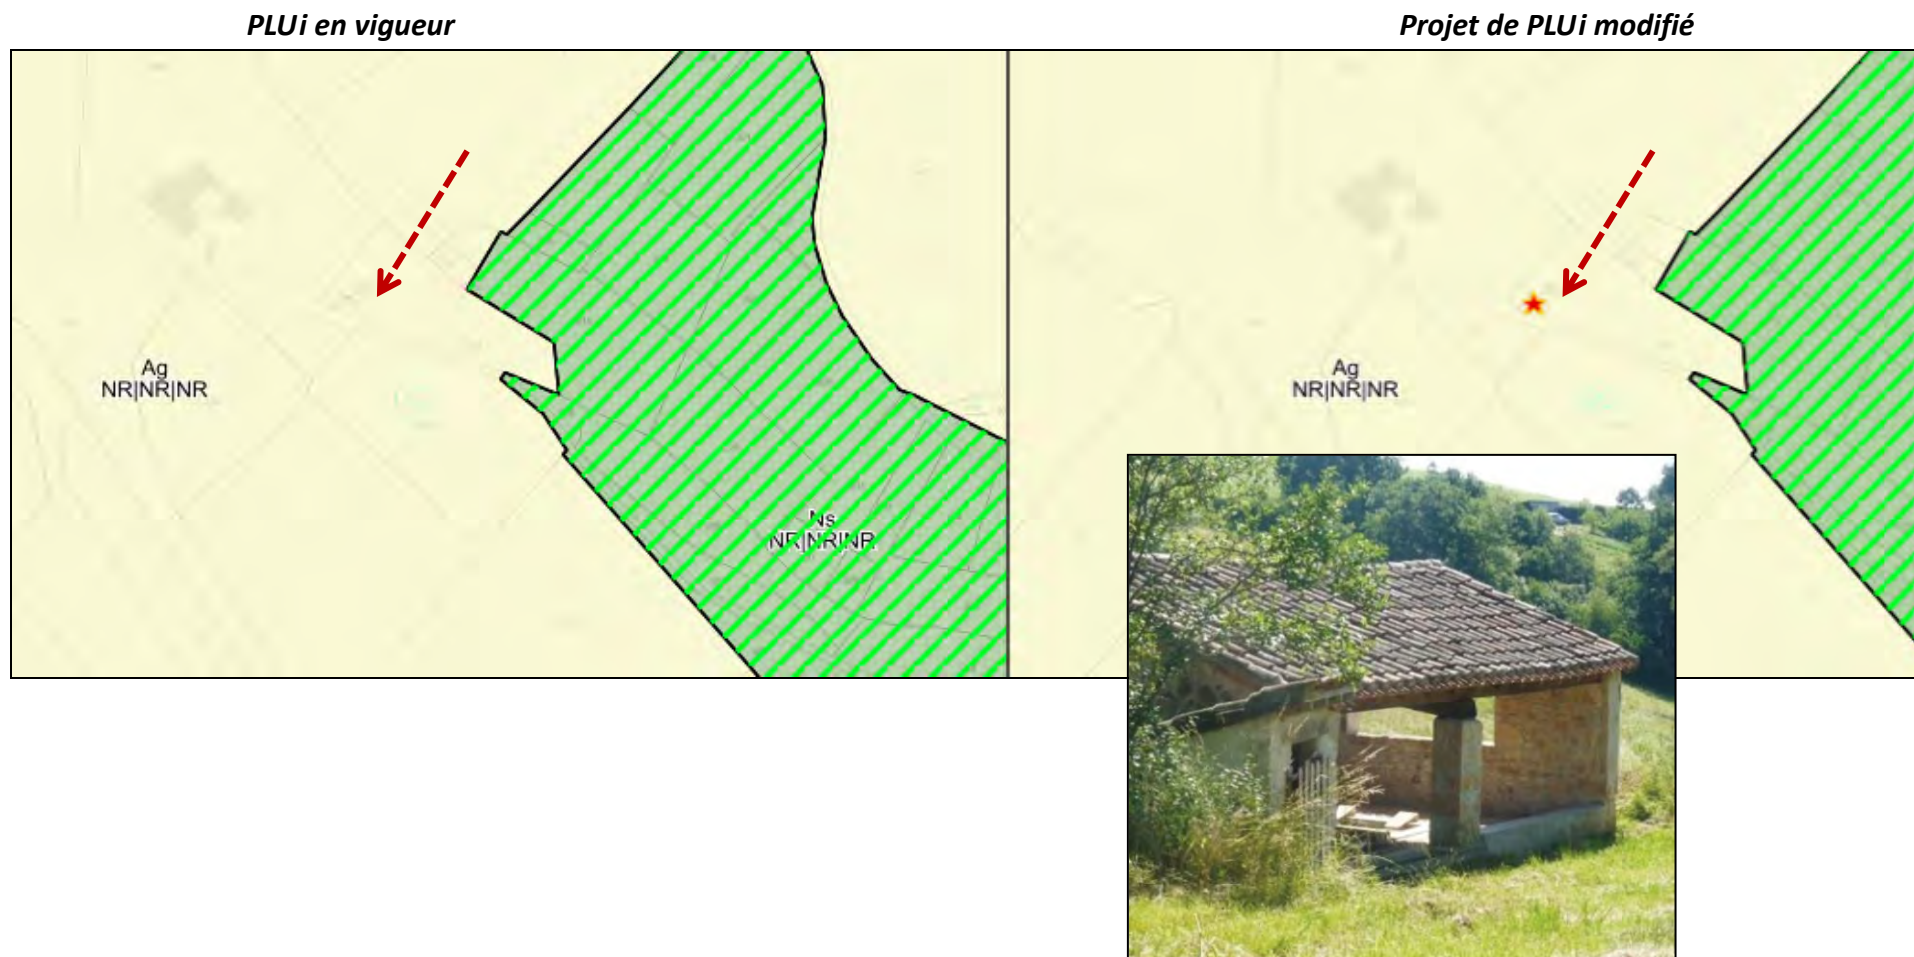 PLUi en vigueur
Projet de PLUi modifié
Ag
NR|NR|NR
Ns
NR|NR|NR
Ag
NR|NR|NR